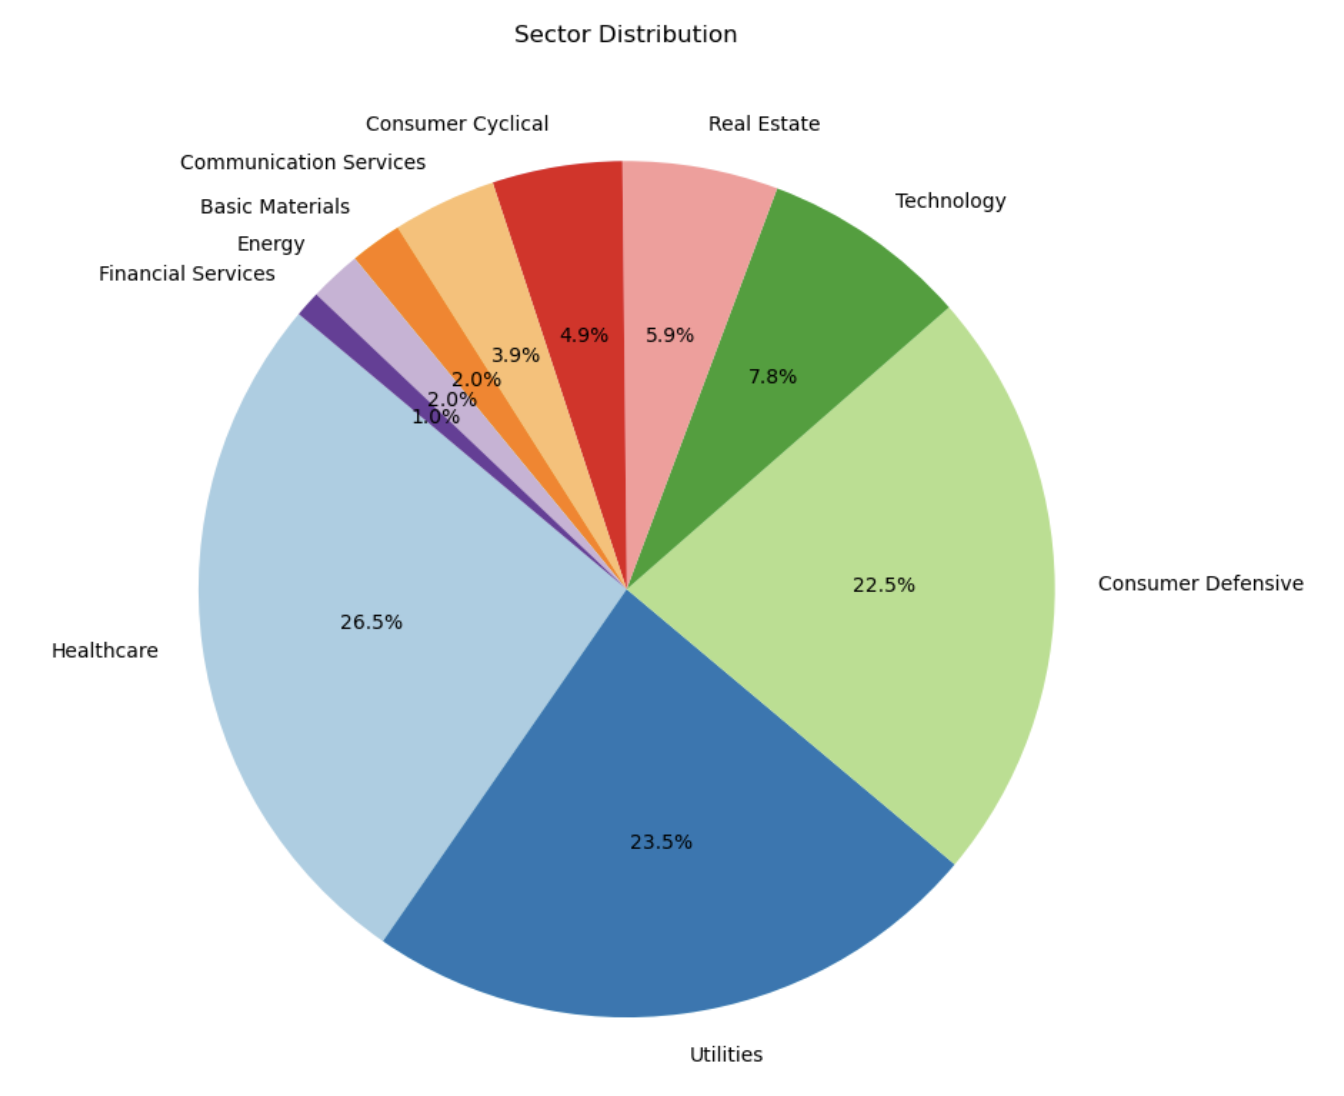 Sector Distribution
Consumer Cyclical
Real Estate
Communication Services
Technology
Basic Materials
Energy
Financial Services
4.9%
5.9%
3.9%
7.8%
2.0%
2.0%
1.0%
22.5%
Consumer Defensive
26.5%
Healthcare
23.5%
Utilities